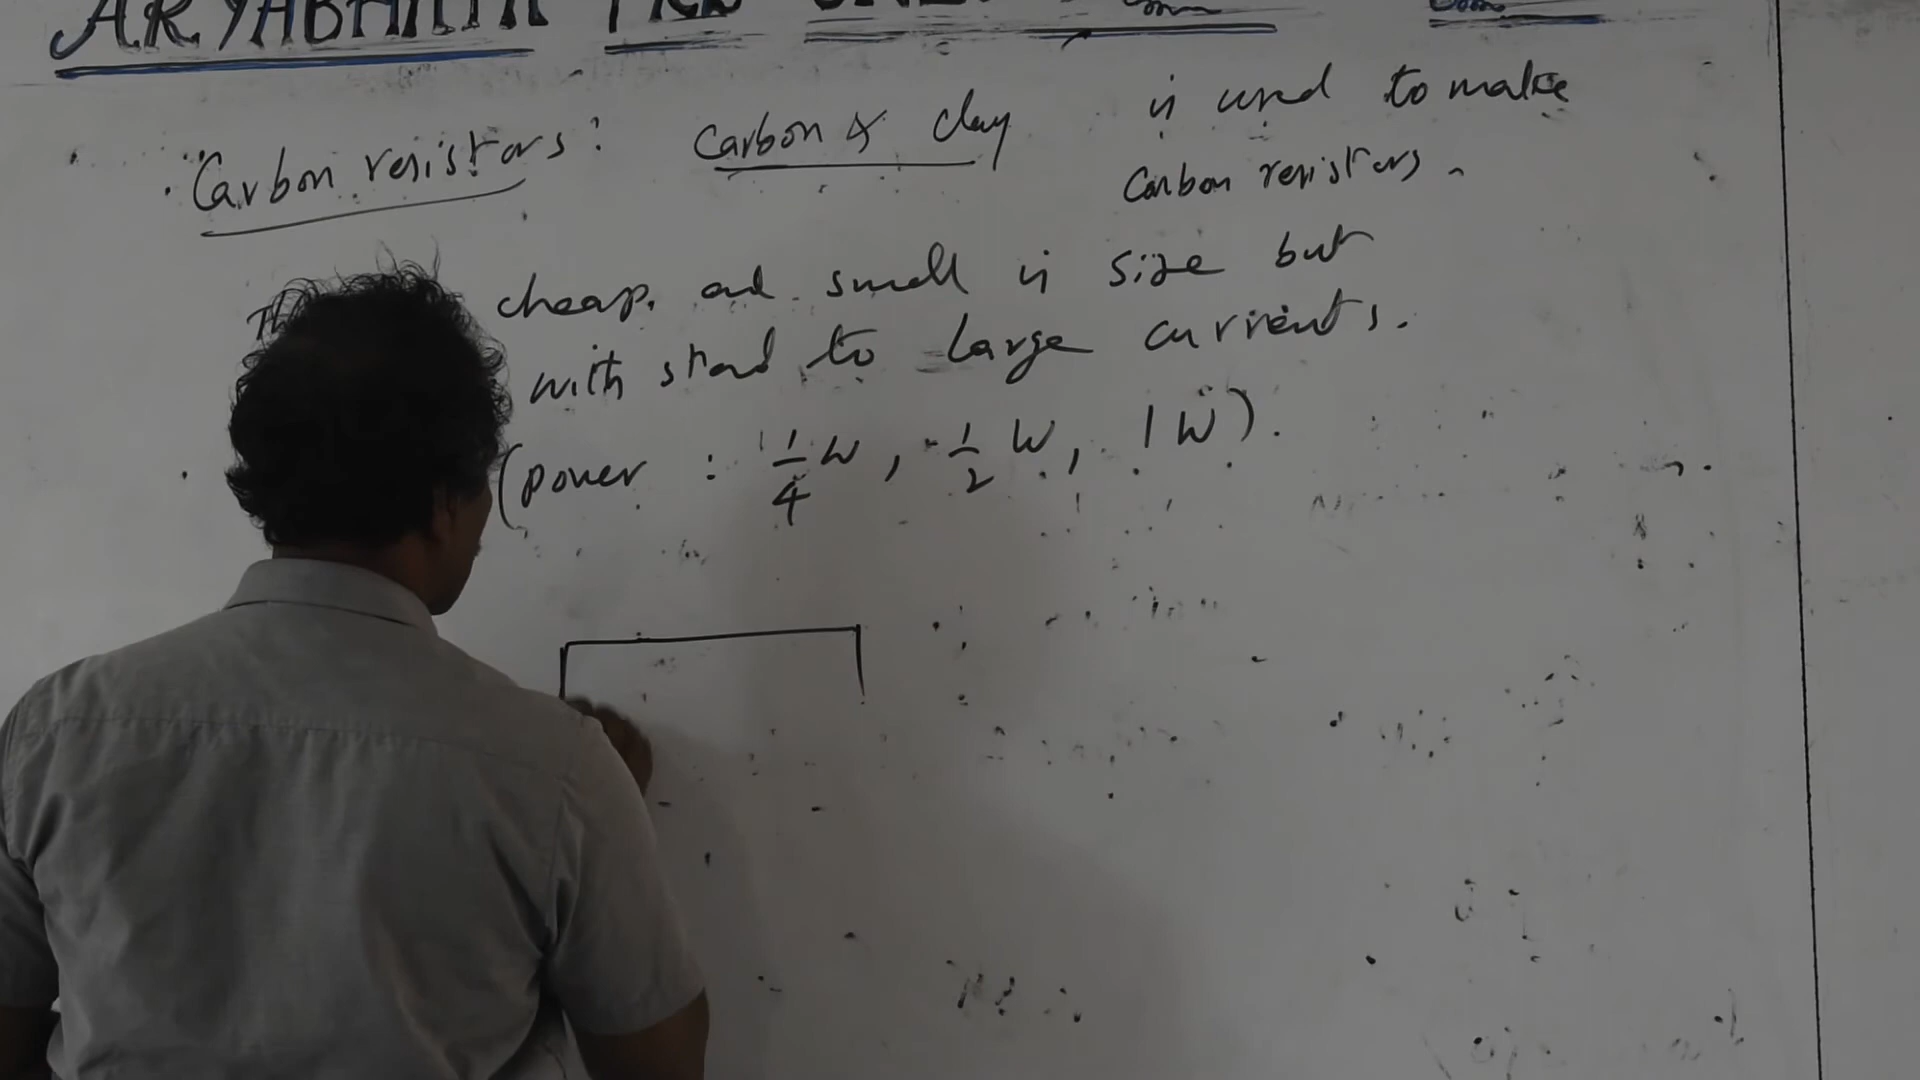 ARYABHATTA
Carbon resistors: Carbon & clay is used to make
Carbon resistors.
cheap. and small in size but
with stand to large currents.
(power : 1/4 W, 1/2 W, 1 W).